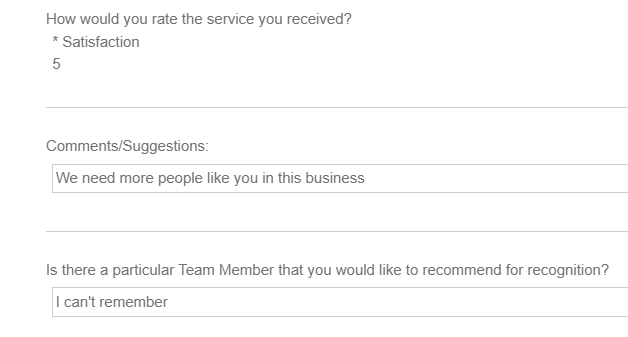 How would you rate the service you received?
* Satisfaction
5
Comments/Suggestions:
We need more people like you in this business
Is there a particular Team Member that you would like to recommend for recognition?
I can't remember